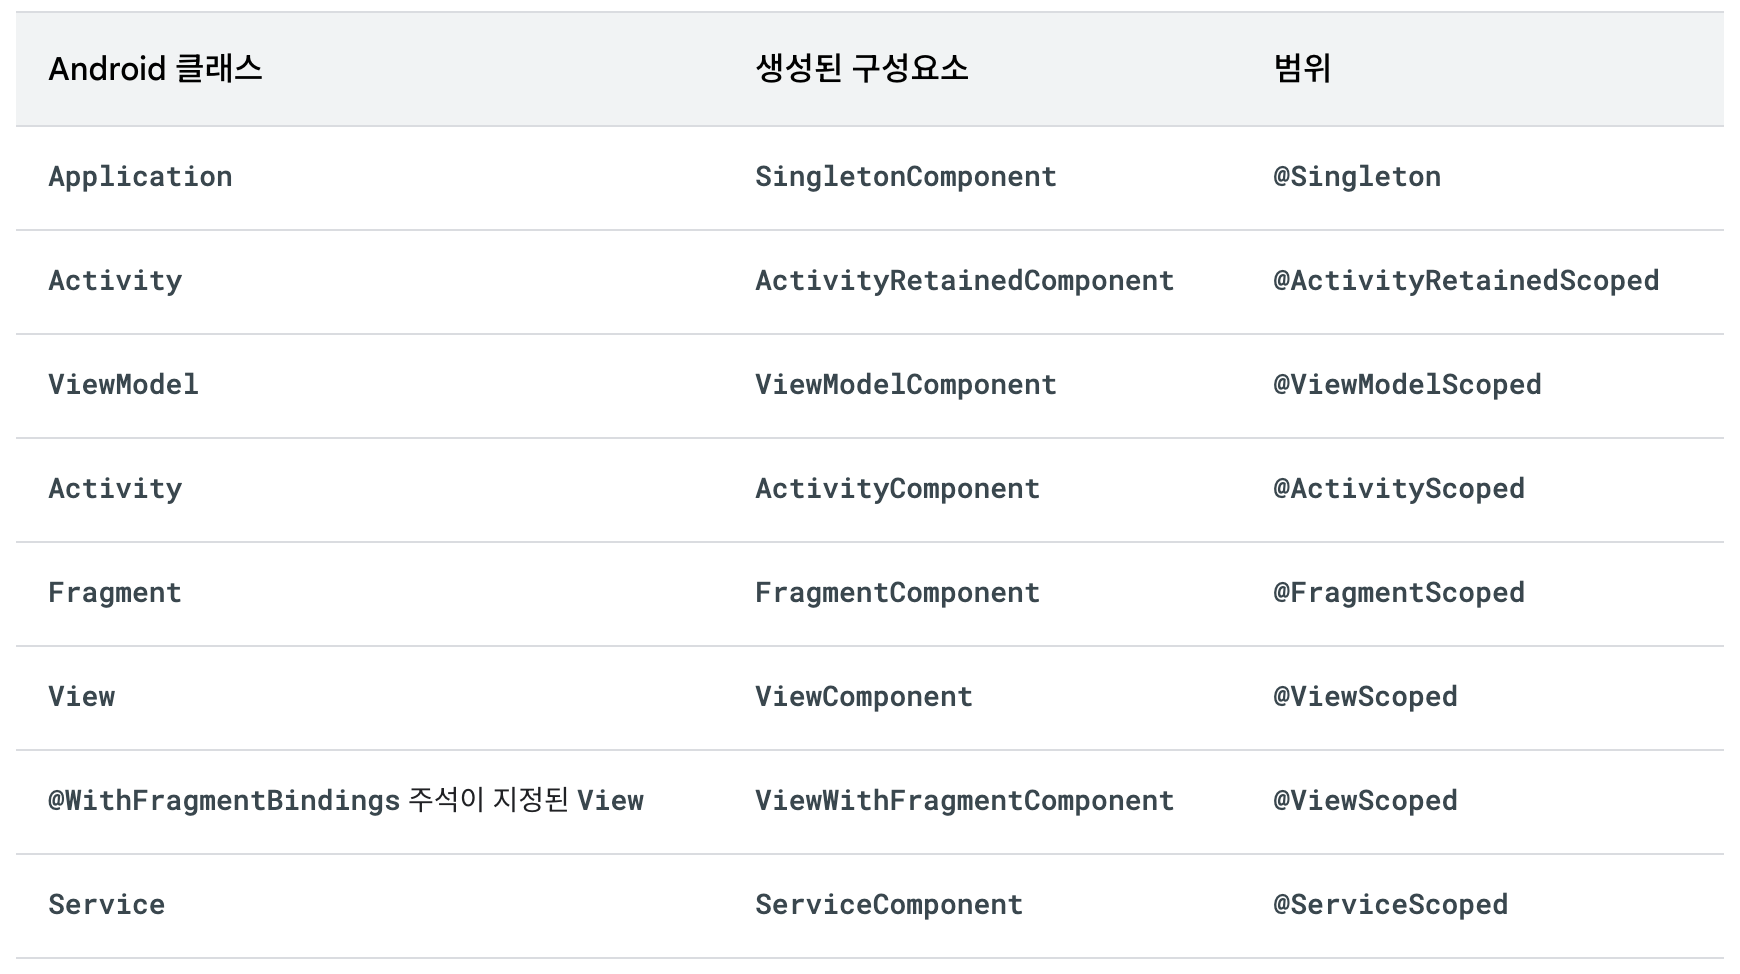 Android 클래스 생성된 구성요소 범위
Application SingletonComponent @Singleton
Activity ActivityRetainedComponent @ActivityRetainedScoped
ViewModel ViewModelComponent @ViewModelScoped
Activity ActivityComponent @ActivityScoped
Fragment FragmentComponent @FragmentScoped
View ViewComponent @ViewScoped
@WithFragmentBindings 주석이 지정된 View ViewWithFragmentComponent @ViewScoped
Service ServiceComponent @ServiceScoped